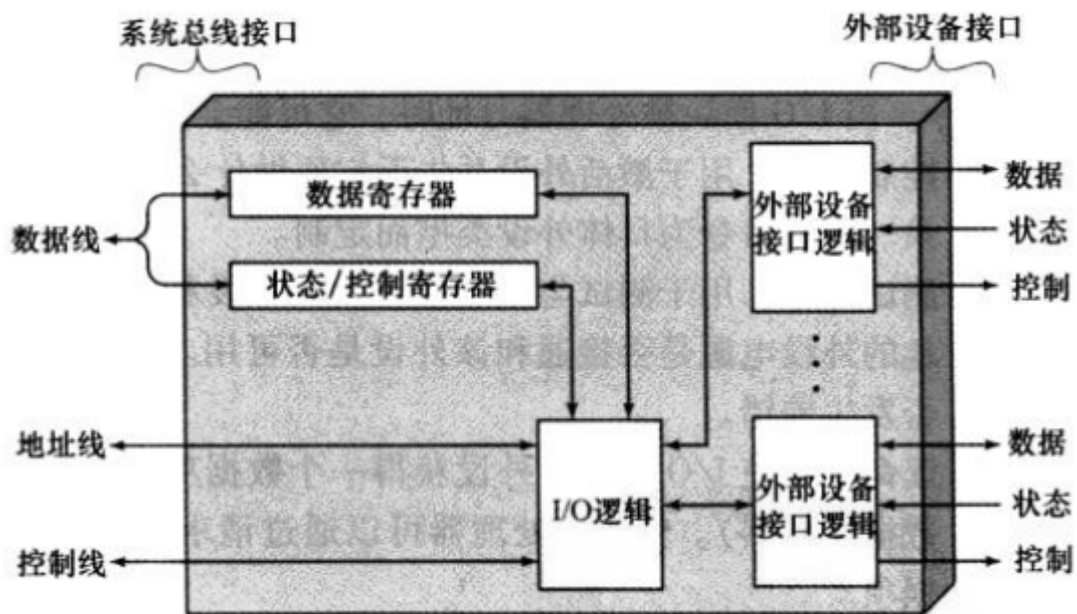 系统总线接口
外部设备接口
数据寄存器
状态/控制寄存器
数据线
地址线
控制线
I/O逻辑
外部设备
接口逻辑
数据
状态
控制
外部设备
接口逻辑
数据
状态
控制